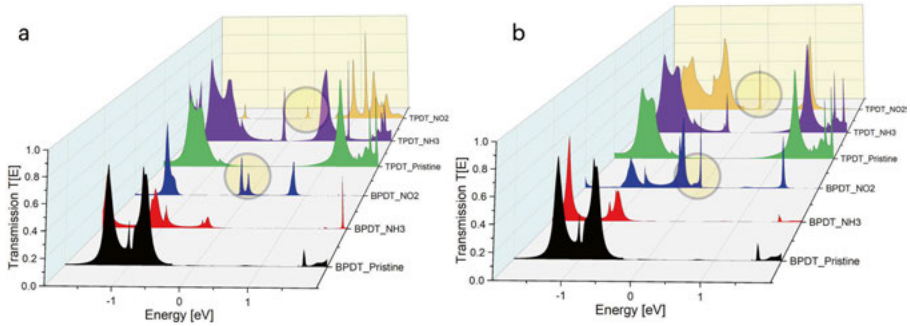 a
TPDT_NO2
TPDT_NH3
TPDT_Pristine
BPDT_NO2
BPDT_NH3
BPDT_Pristine
Transmission T[E]
1.0
0.8
0.6
0.4
0.2
0.0
-1
0
1
Energy [eV]
b
TPDT_NO2S
TPDT_NH3
TPDT_Pristine
BPDT_NO2
BPDT_NH3
BPDT_Pristine
Transmission T[E]
1.0
0.8
0.6
0.4
0.2
0.0
-1
0
1
Energy [eV]